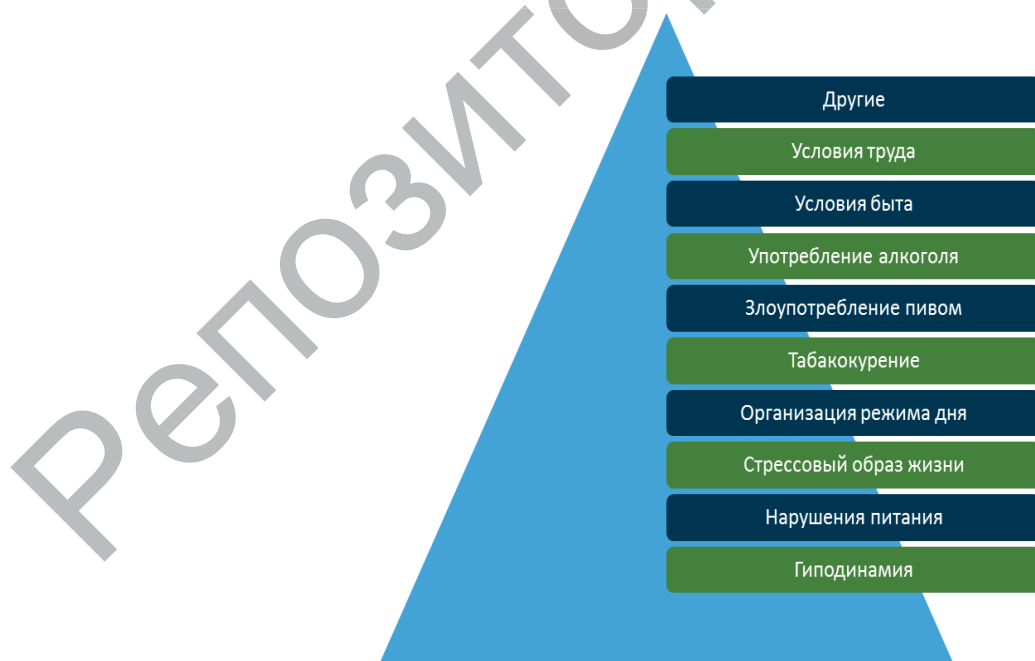 Другие
Условия труда
Условия быта
Употребление алкоголя
Злоупотребление пивом
Табакокурение
Организация режима дня
Стрессовый образ жизни
Нарушения питания
Гиподинамия